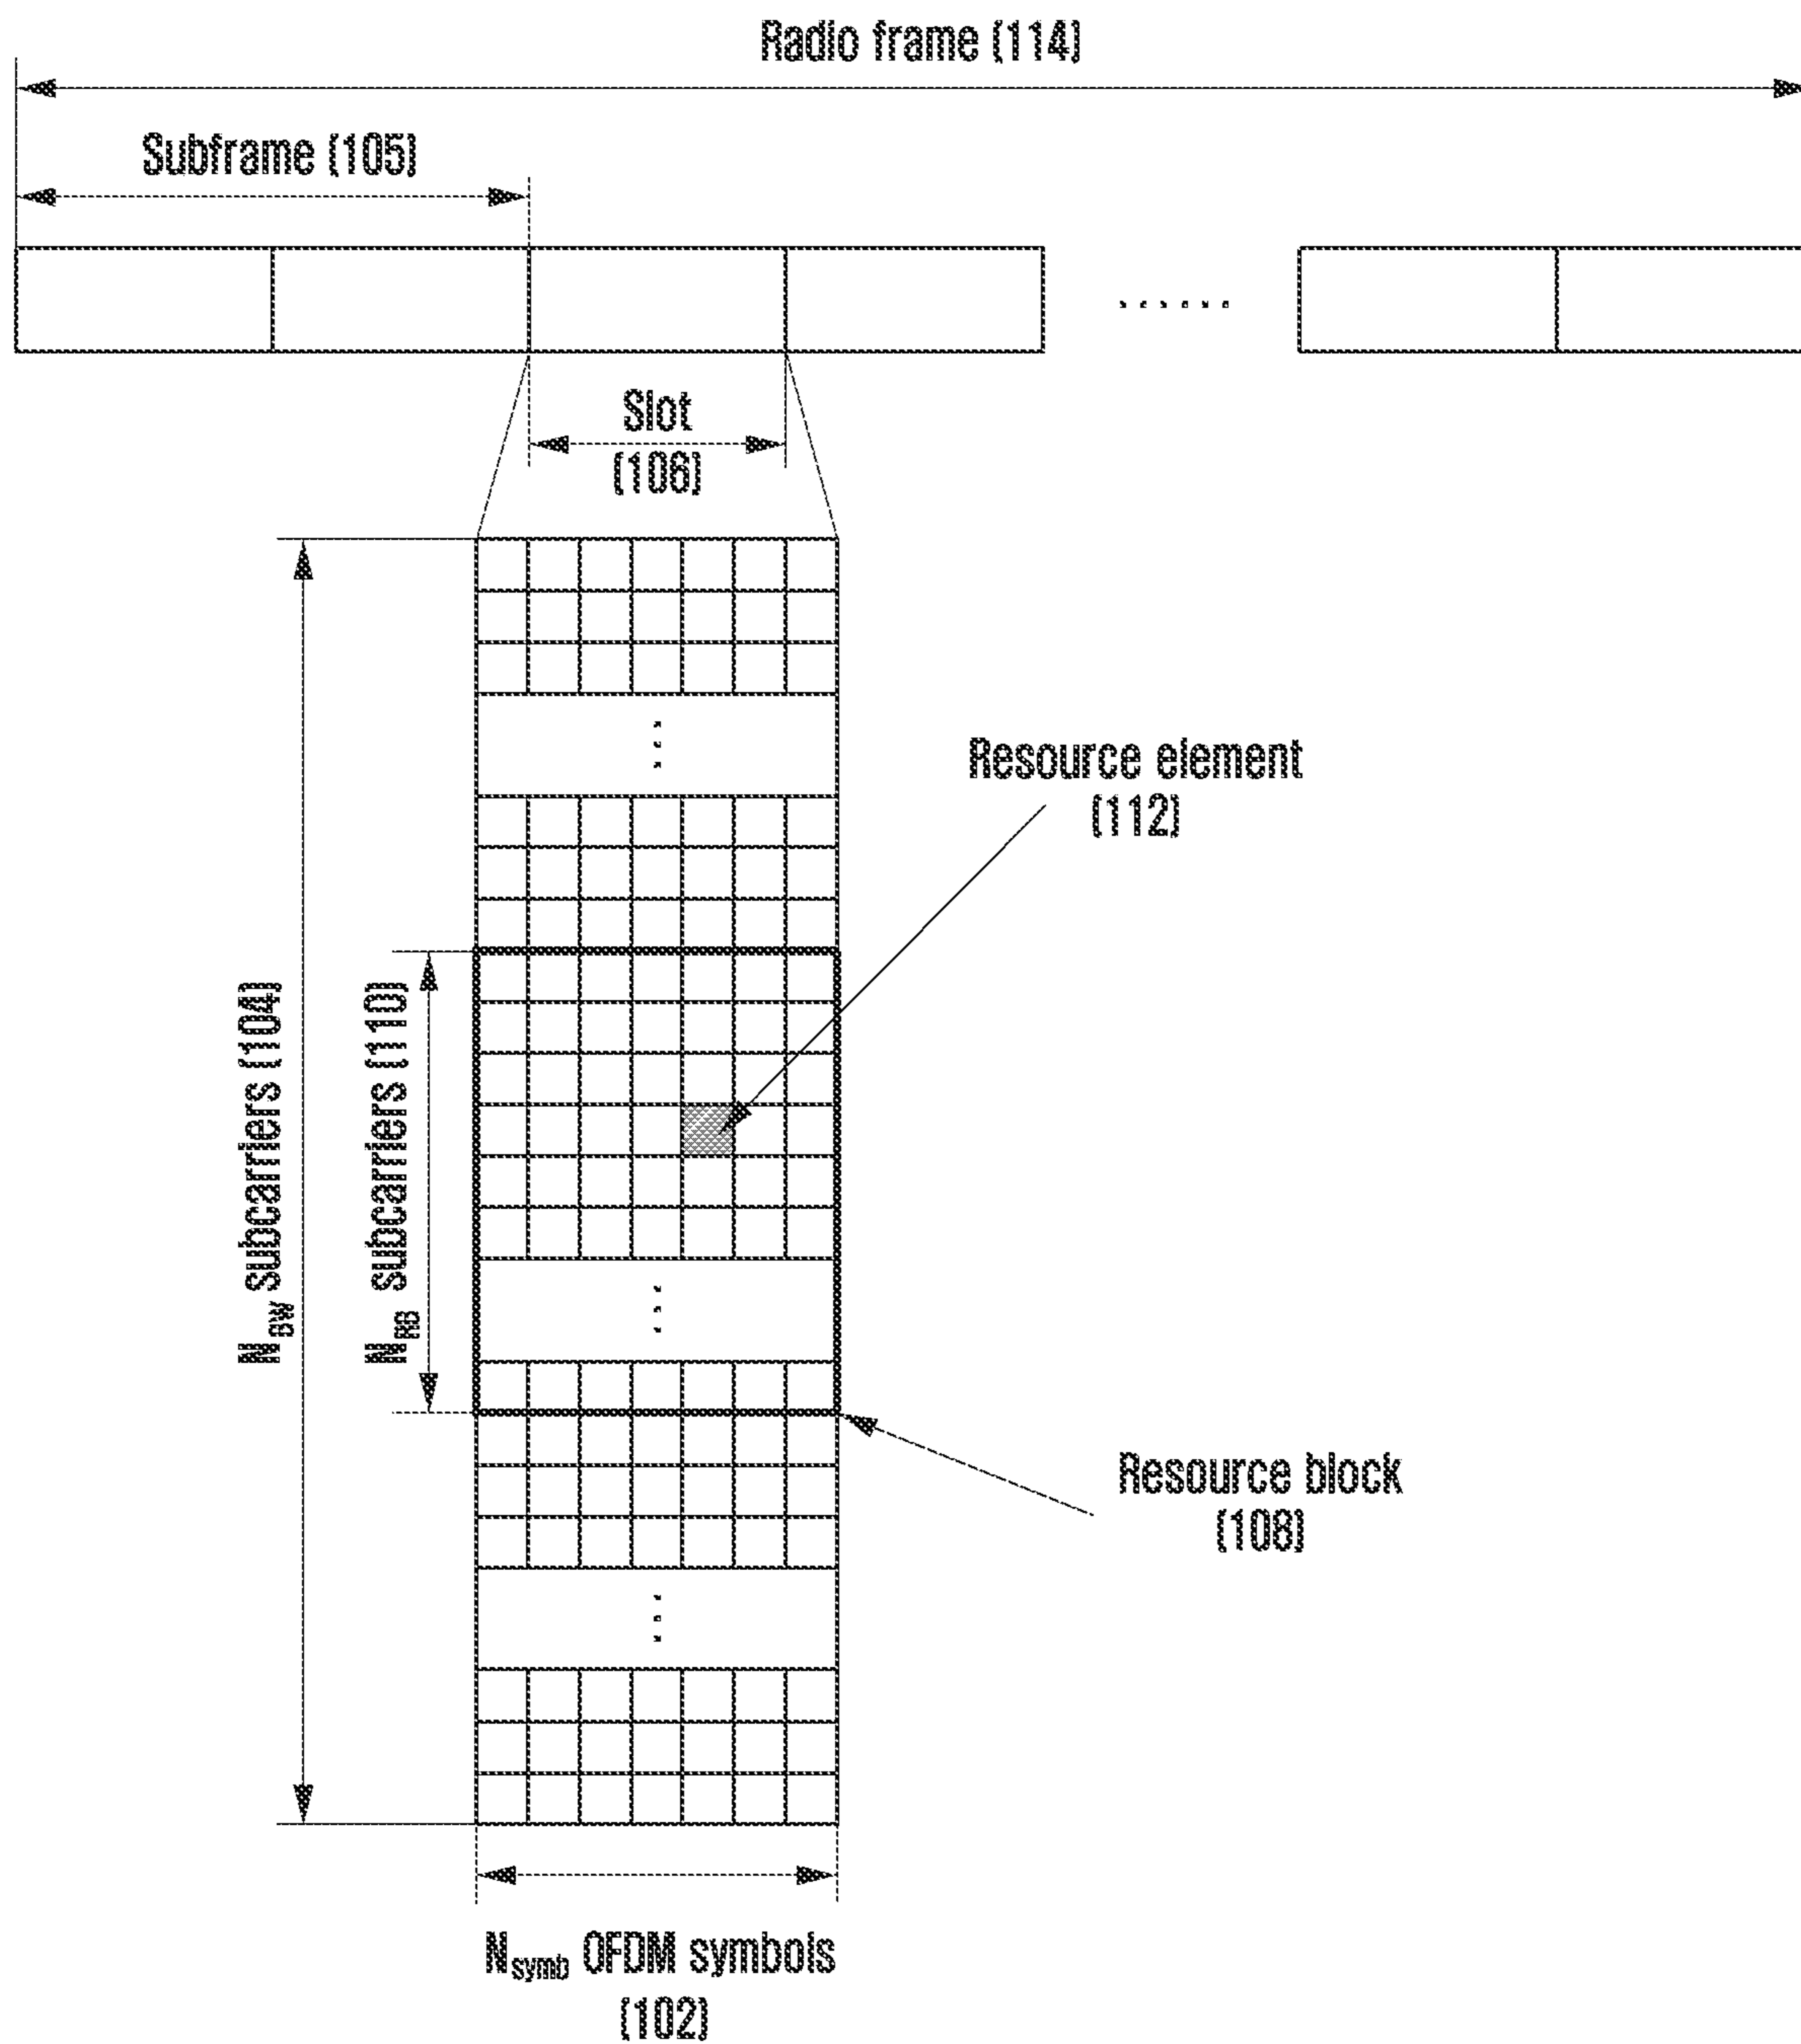 Radio frame (114)
Subframe (105)
Slot
(106)
Resource element
(112)
N_BW subcarriers (104)
N_RB subcarriers (110)
Resource block
(108)
N_symb OFDM symbols
(102)